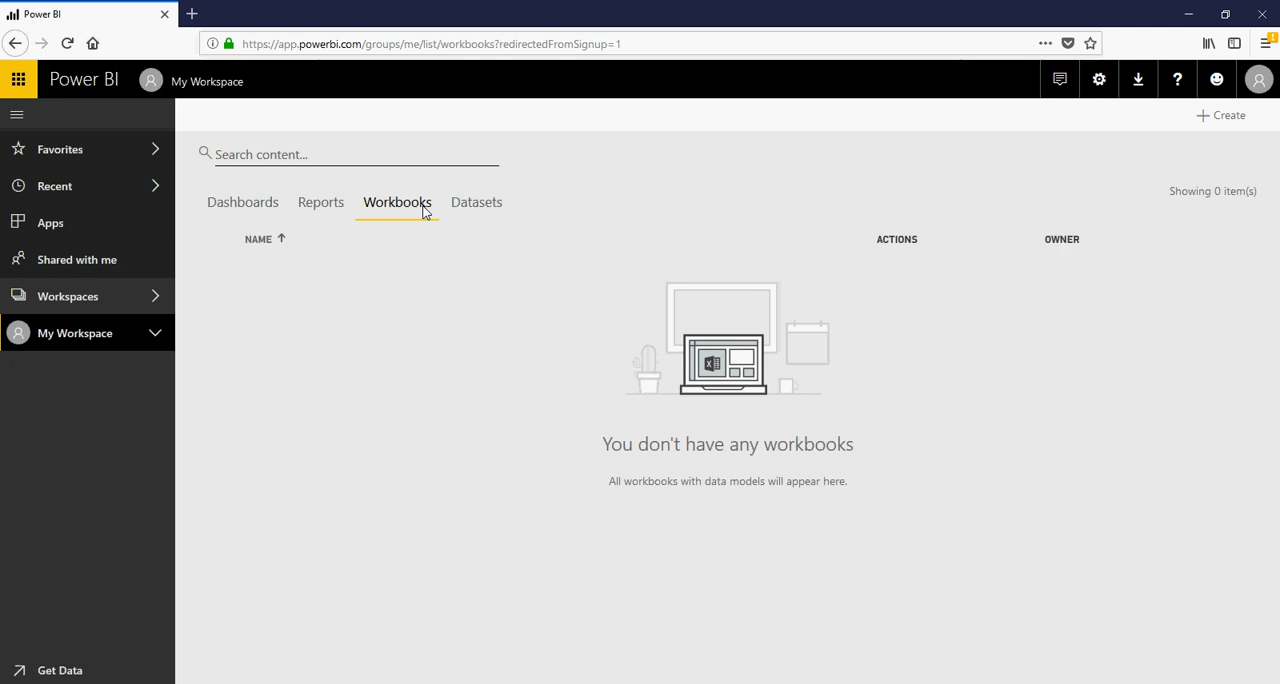 Power BI
https://app.powerbi.com/groups/me/list/workbooks?redirectedFromSignup=1
Power BI My Workspace
Create
Favorites
Recent
Apps
Shared with me
Workspaces
My Workspace
Get Data
Search content...
Dashboards Reports Workbooks Datasets
Showing 0 item(s)
NAME ACTIONS OWNER
You don't have any workbooks
All workbooks with data models will appear here.